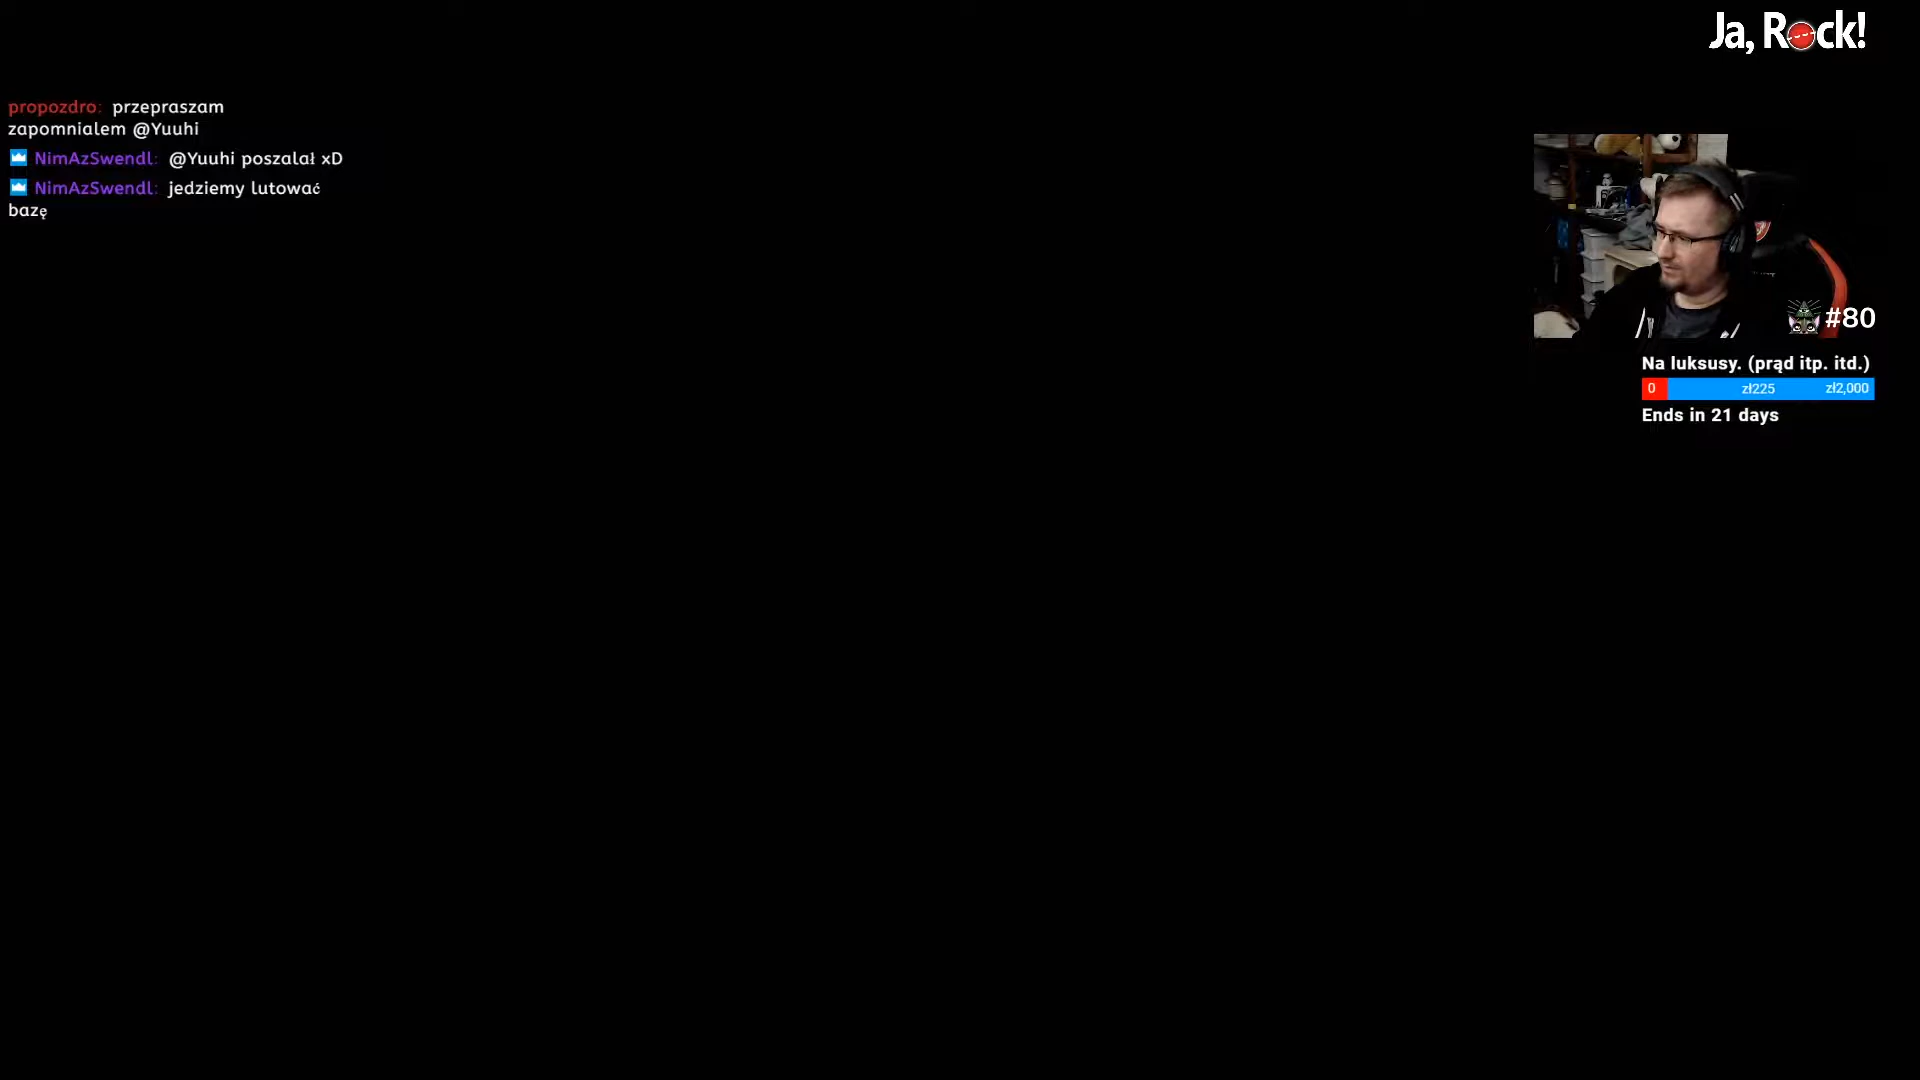 Ja, Rock!
propozdro: przepraszam
zapomnialem @Yuuhi
NimAzSwendl: @Yuuhi poszalał xD
NimAzSwendl: jedziemy lutować
bazę
#80
Na luksusy. (prąd itp. itd.)
0 zł225 zł2,000
Ends in 21 days